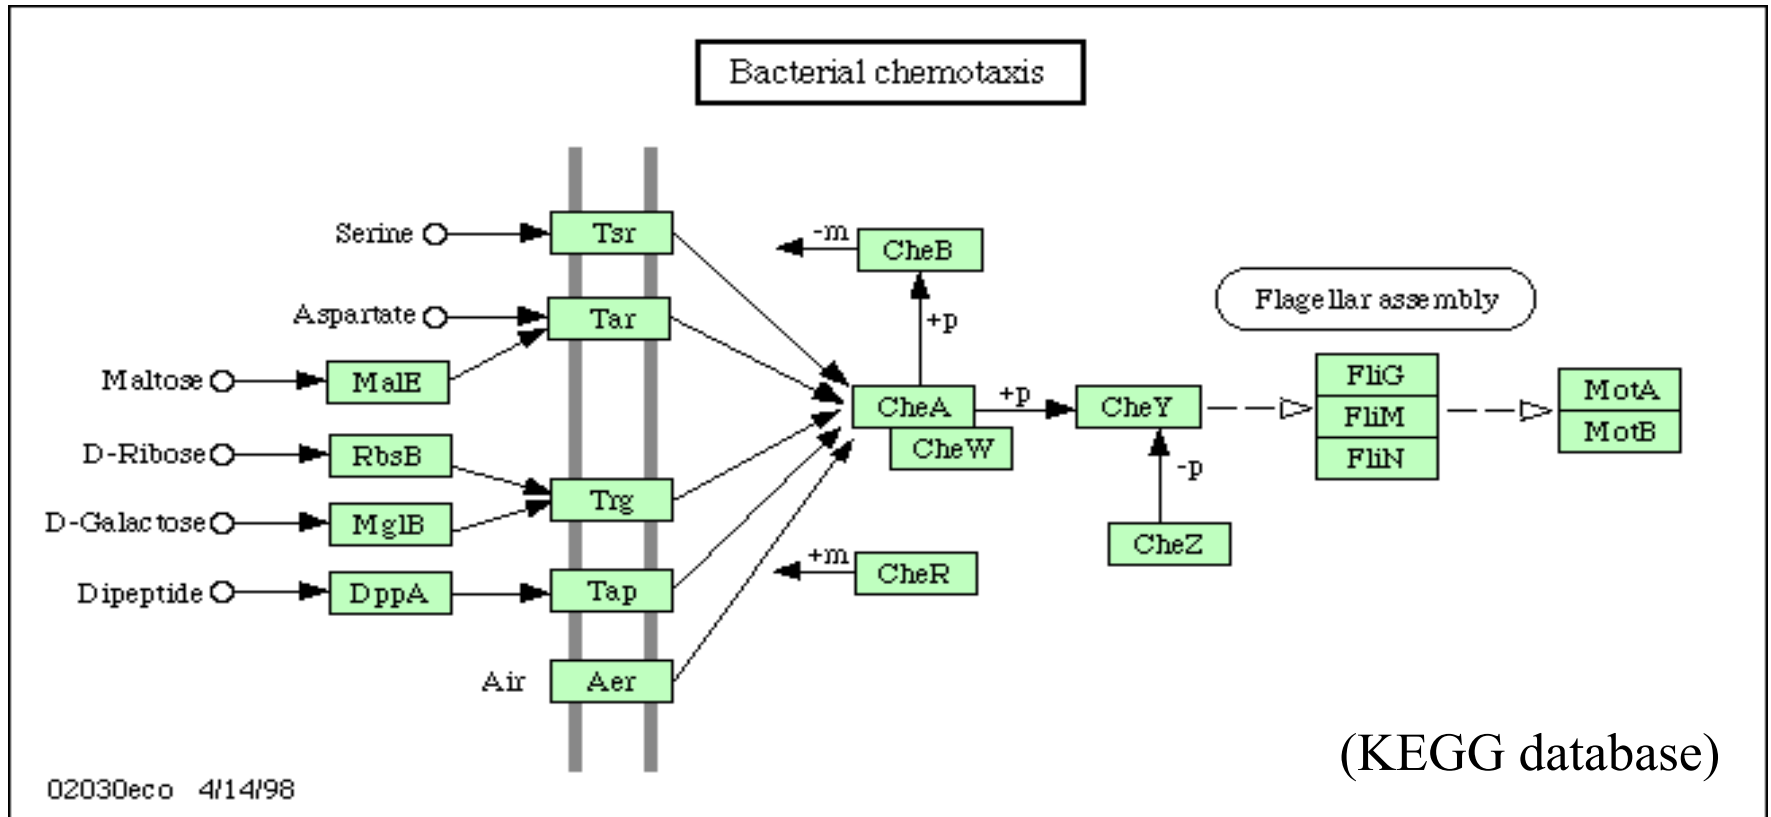 Bacterial chemotaxis
Serine
Tsr
-m
CheB
Aspartate
Tar
+p
Flagellar assembly
Maltose
MalE
CheA
+p
CheY
FliG
FliM
FliN
MotA
MotB
CheW
D-Ribose
RbsB
-p
Trg
D-Galactose
MglB
CheZ
+m
CheR
Dipeptide
DppA
Tap
Air
Aer
(KEGG database)
02030eco 4/14/98